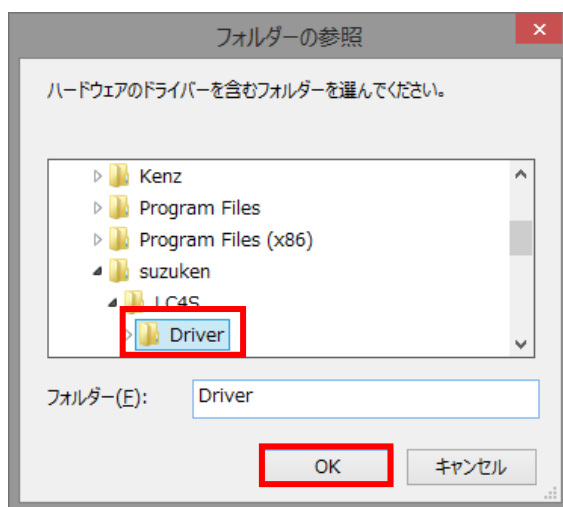 フォルダーの参照
ハードウェアのドライバーを含むフォルダーを選んでください。
Kenz
Program Files
Program Files (x86)
suzuken
LC4S
Driver
フォルダー(F): Driver
OK キャンセル